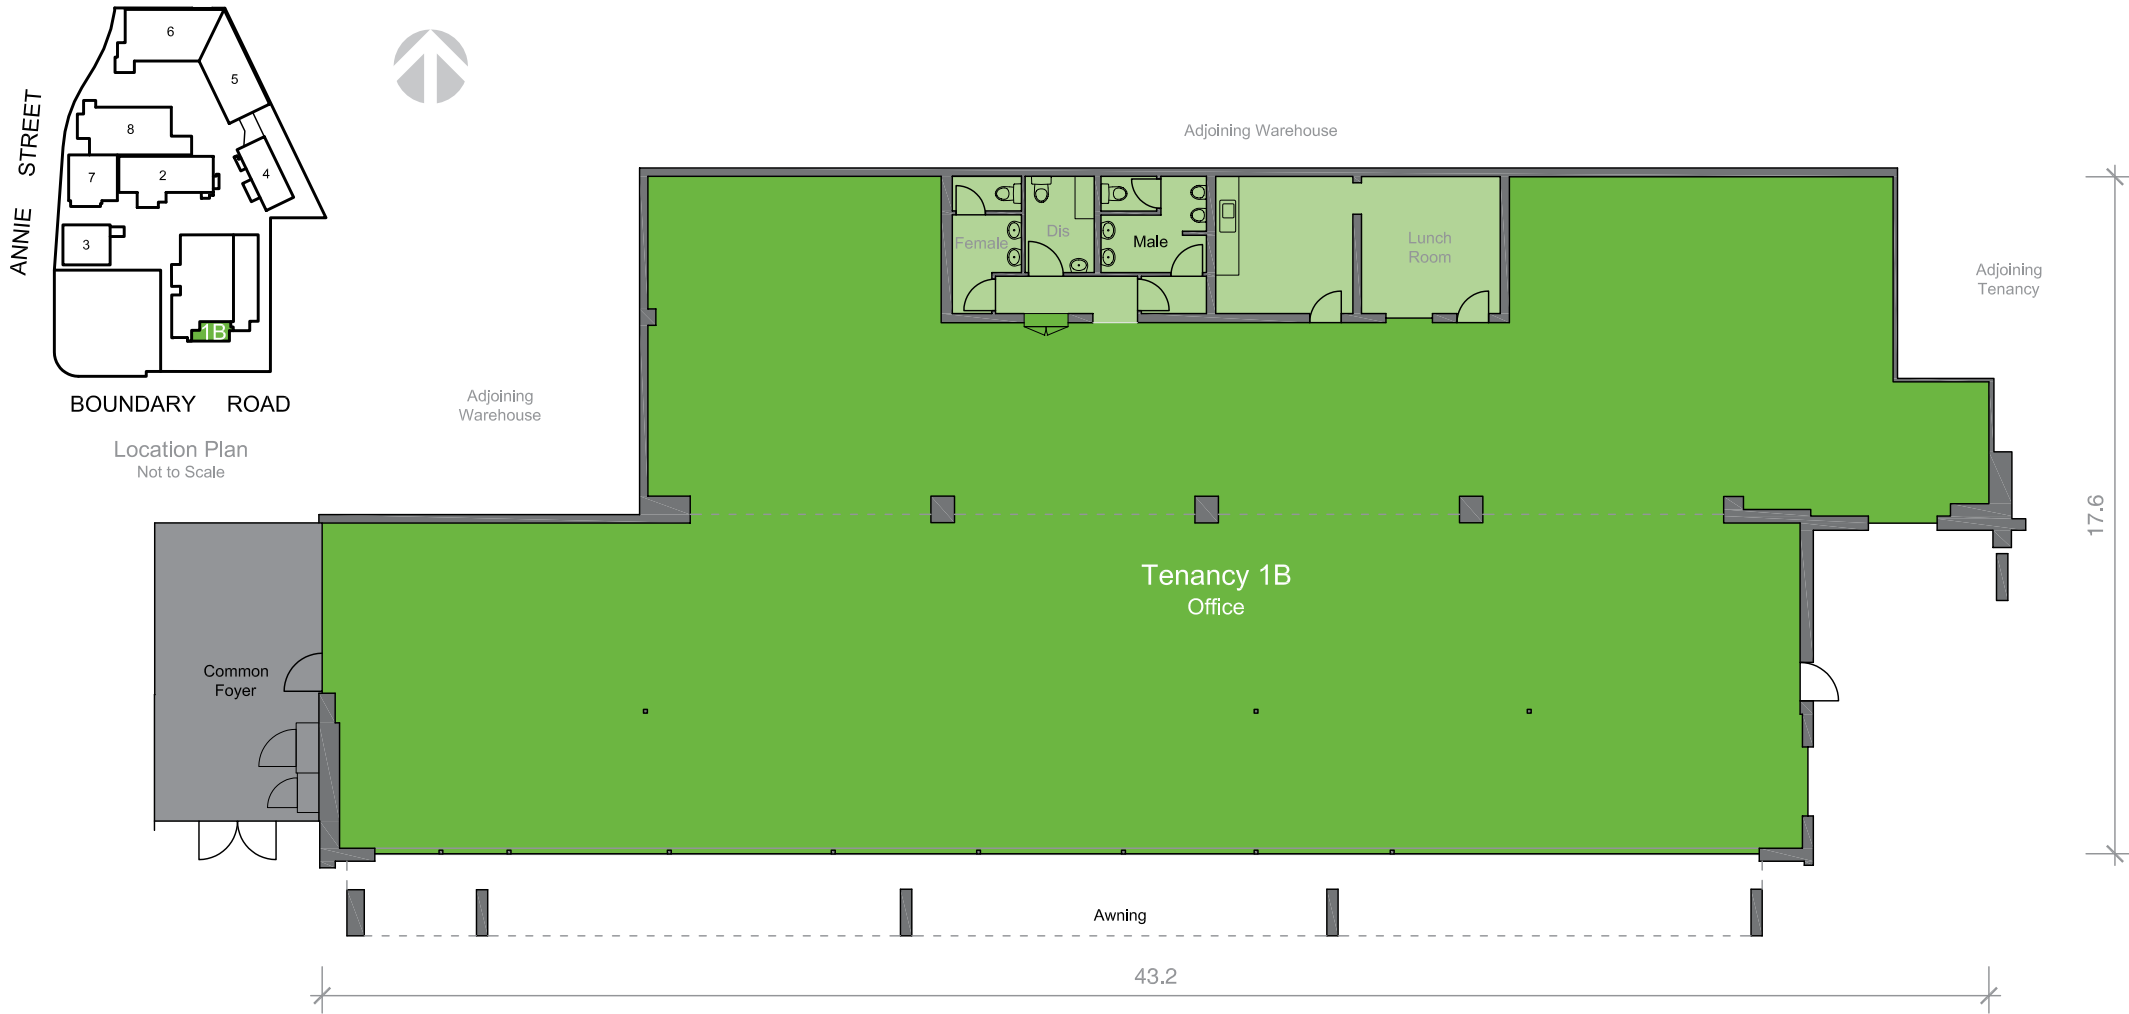 6
5
8
7
2
4
3
1B
ANNIE STREET
BOUNDARY ROAD
Location Plan
Not to Scale
Adjoining Warehouse
Female
Dis
Male
Lunch
Room
Adjoining
Tenancy
Adjoining
Warehouse
17.6
Tenancy 1B
Office
Common
Foyer
Awning
43.2